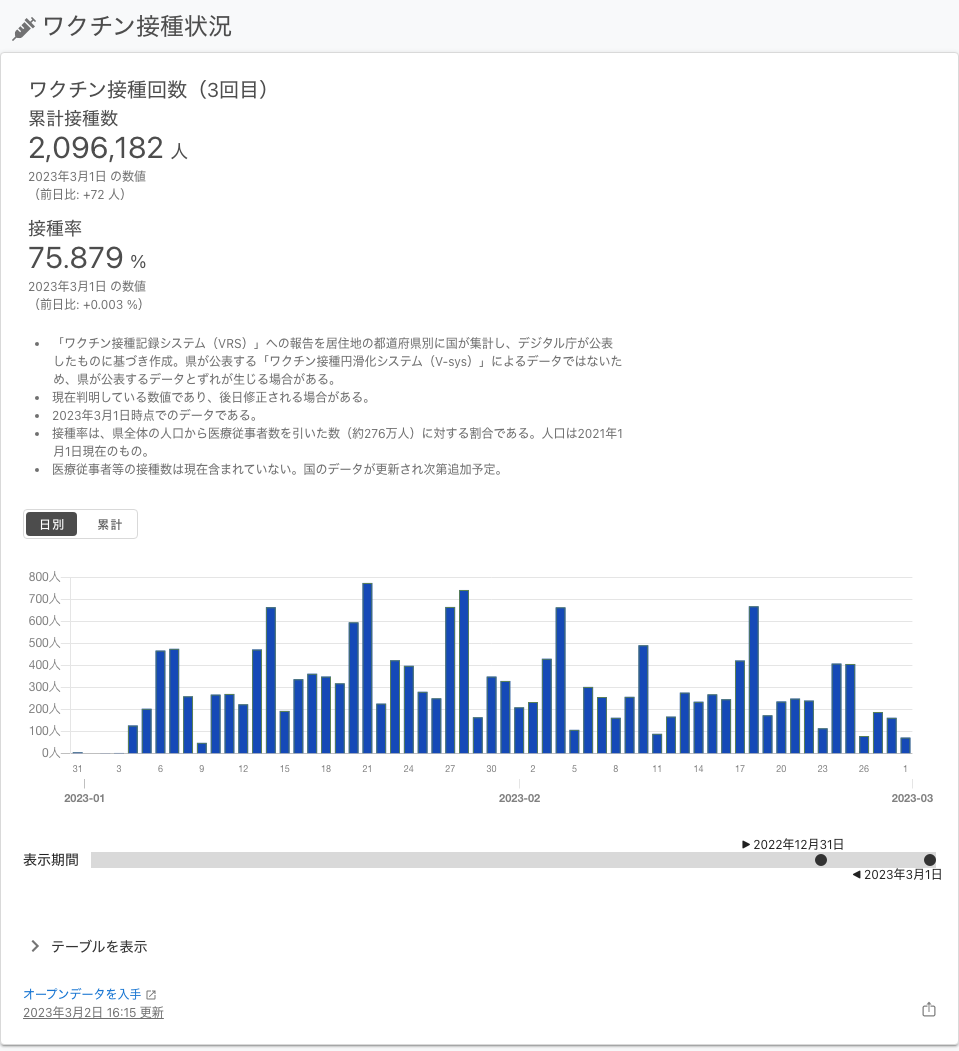 ワクチン接種状況
ワクチン接種回数（3回目）
累計接種数
2,096,182 人
2023年3月1日 の数値
（前日比: +72 人）
接種率
75.879 %
2023年3月1日 の数値
（前日比: +0.003 %）
• 「ワクチン接種記録システム（VRS）」への報告を居住地の都道府県別に国が集計し、デジタル庁が公表
したものに基づき作成。県が公表する「ワクチン接種円滑化システム（V-sys）」によるデータではないた
め、県が公表するデータとずれが生じる場合がある。
• 現在判明している数値であり、後日修正される場合がある。
• 2023年3月1日時点でのデータである。
• 接種率は、県全体の人口から医療従事者数を引いた数（約276万人）に対する割合である。人口は2021年1
月1日現在のもの。
• 医療従事者等の接種数は現在含まれていない。国のデータが更新され次第追加予定。
日別 累計
800人
700人
600人
500人
400人
300人
200人
100人
0人
31 3 6 9 12 15 18 21 24 27 30 2 5 8 11 14 17 20 23 26 1
2023-01 2023-02 2023-03
2022年12月31日
表示期間
2023年3月1日
テーブルを表示
オープンデータを入手
2023年3月2日 16:15 更新